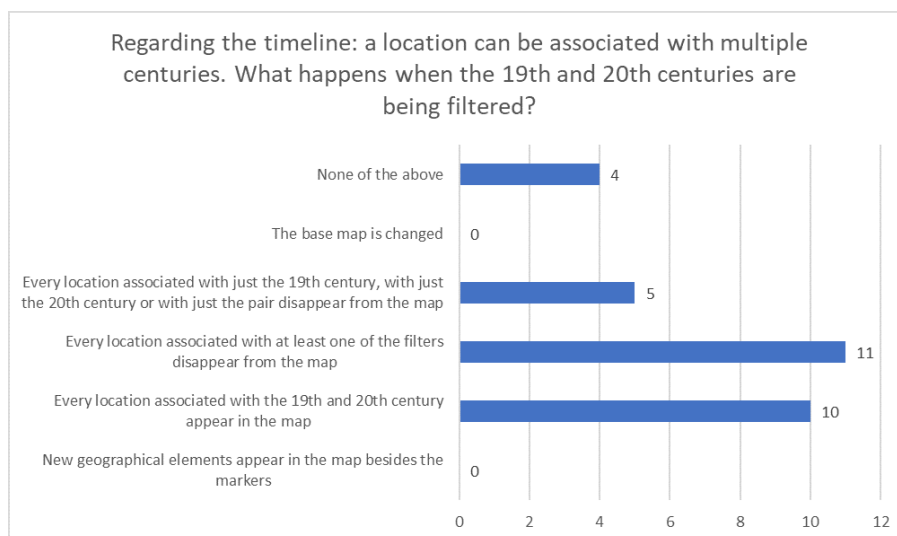 Regarding the timeline: a location can be associated with multiple
centuries. What happens when the 19th and 20th centuries are
being filtered?
None of the above
4
The base map is changed
0
Every location associated with just the 19th century, with just
the 20th century or with just the pair disappear from the map
5
Every location associated with at least one of the filters
disappear from the map
11
Every location associated with the 19th and 20th century
appear in the map
10
New geographical elements appear in the map besides the
markers
0
0 2 4 6 8 10 12